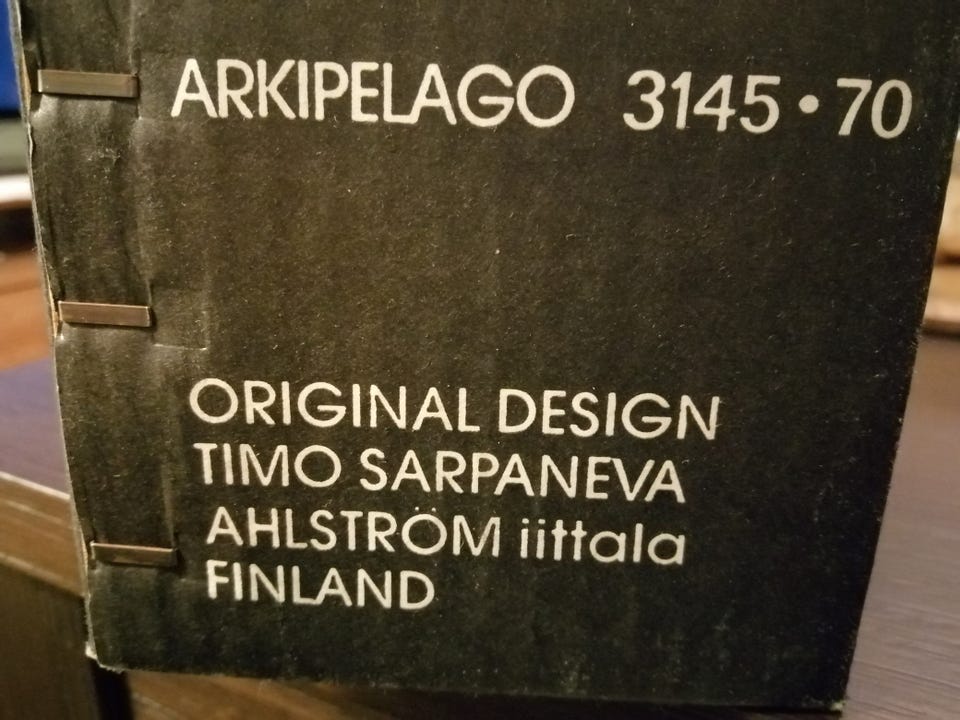 ARKIPELAGO 3145•70
ORIGINAL DESIGN
TIMO SARPANEVA
AHLSTRÖM iittala
FINLAND